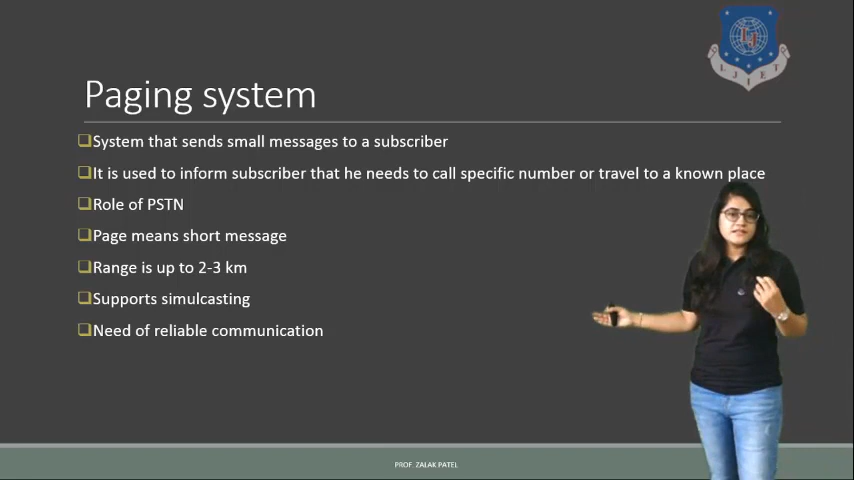 LJIET
Paging system
System that sends small messages to a subscriber
It is used to inform subscriber that he needs to call specific number or travel to a known place
Role of PSTN
Page means short message
Range is up to 2-3 km
Supports simulcasting
Need of reliable communication
PROF. ZALAK PATEL